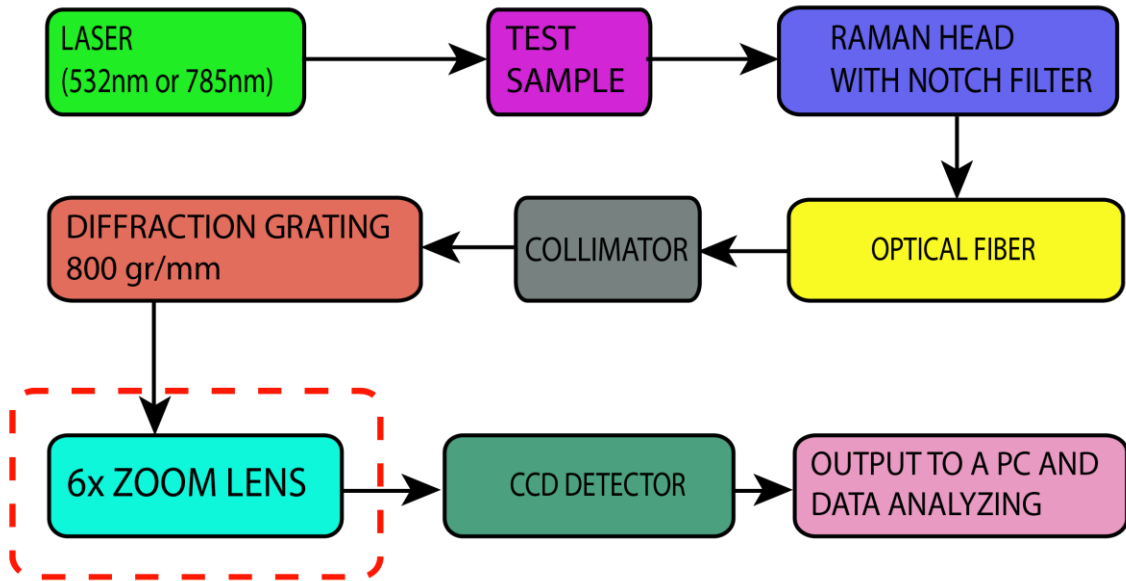 LASER
(532nm or 785nm)
TEST
SAMPLE
RAMAN HEAD
WITH NOTCH FILTER
DIFFRACTION GRATING
800 gr/mm
COLLIMATOR
OPTICAL FIBER
6x ZOOM LENS
CCD DETECTOR
OUTPUT TO A PC AND
DATA ANALYZING